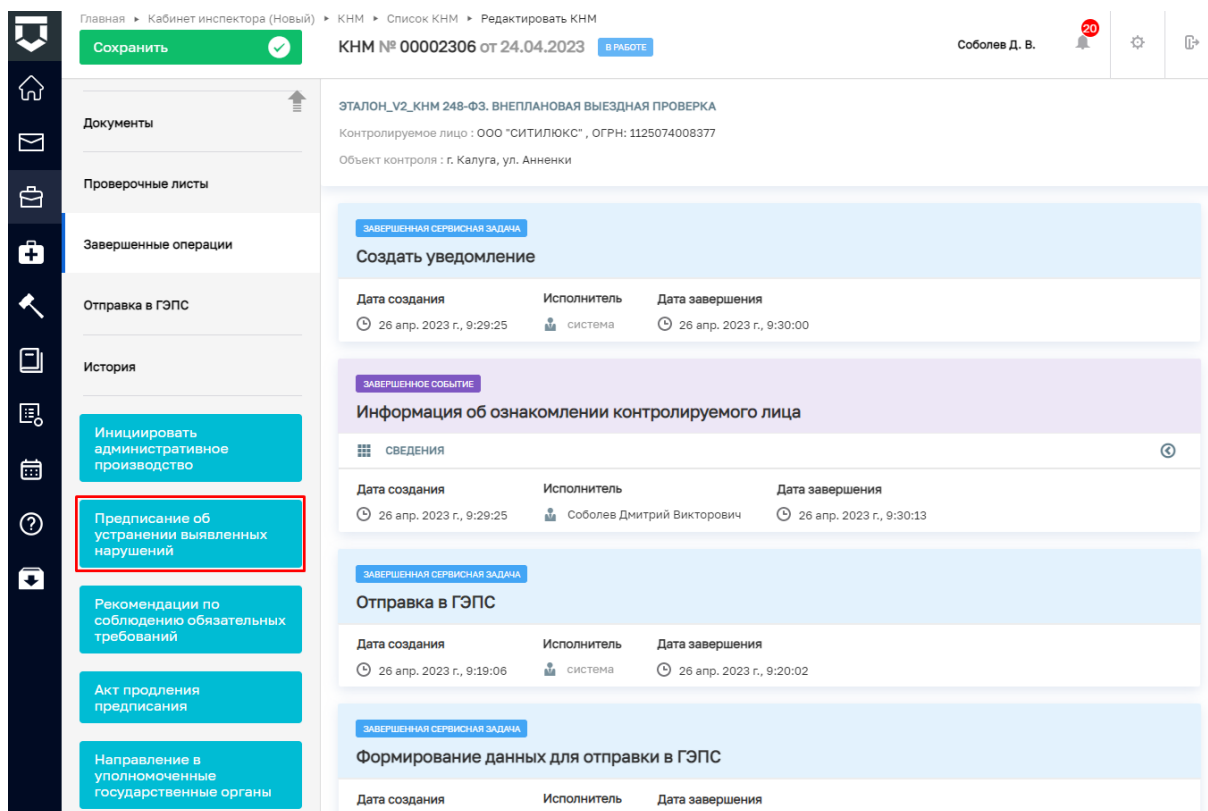 Главная ▸ Кабинет инспектора (Новый) ▸ КНМ ▸ Список КНМ ▸ Редактировать КНМ
Сохранить
КНМ № 00002306 от 24.04.2023 В РАБОТЕ
Соболев Д. В.
20
Документы
Проверочные листы
Завершенные операции
Отправка в ГЭПС
История
Инициировать
административное
производство
Предписание об
устранении выявленных
нарушений
Рекомендации по
соблюдению обязательных
требований
Акт продления
предписания
Направление в
уполномоченные
государственные органы
ЭТАЛОН_V2_КНМ 248-ФЗ. ВНЕПЛАНОВАЯ ВЫЕЗДНАЯ ПРОВЕРКА
Контролируемое лицо : ООО "СИТИЛЮКС" , ОГРН: 1125074008377
Объект контроля : г. Калуга, ул. Анненки
ЗАВЕРШЕННАЯ СЕРВИСНАЯ ЗАДАЧА
Создать уведомление
Дата создания Исполнитель Дата завершения
26 апр. 2023 г., 9:29:25 система 26 апр. 2023 г., 9:30:00
ЗАВЕРШЕННОЕ СОБЫТИЕ
Информация об ознакомлении контролируемого лица
СВЕДЕНИЯ
Дата создания Исполнитель Дата завершения
26 апр. 2023 г., 9:29:25 Соболев Дмитрий Викторович 26 апр. 2023 г., 9:30:13
ЗАВЕРШЕННАЯ СЕРВИСНАЯ ЗАДАЧА
Отправка в ГЭПС
Дата создания Исполнитель Дата завершения
26 апр. 2023 г., 9:19:06 система 26 апр. 2023 г., 9:20:02
ЗАВЕРШЕННАЯ СЕРВИСНАЯ ЗАДАЧА
Формирование данных для отправки в ГЭПС
Дата создания Исполнитель Дата завершения